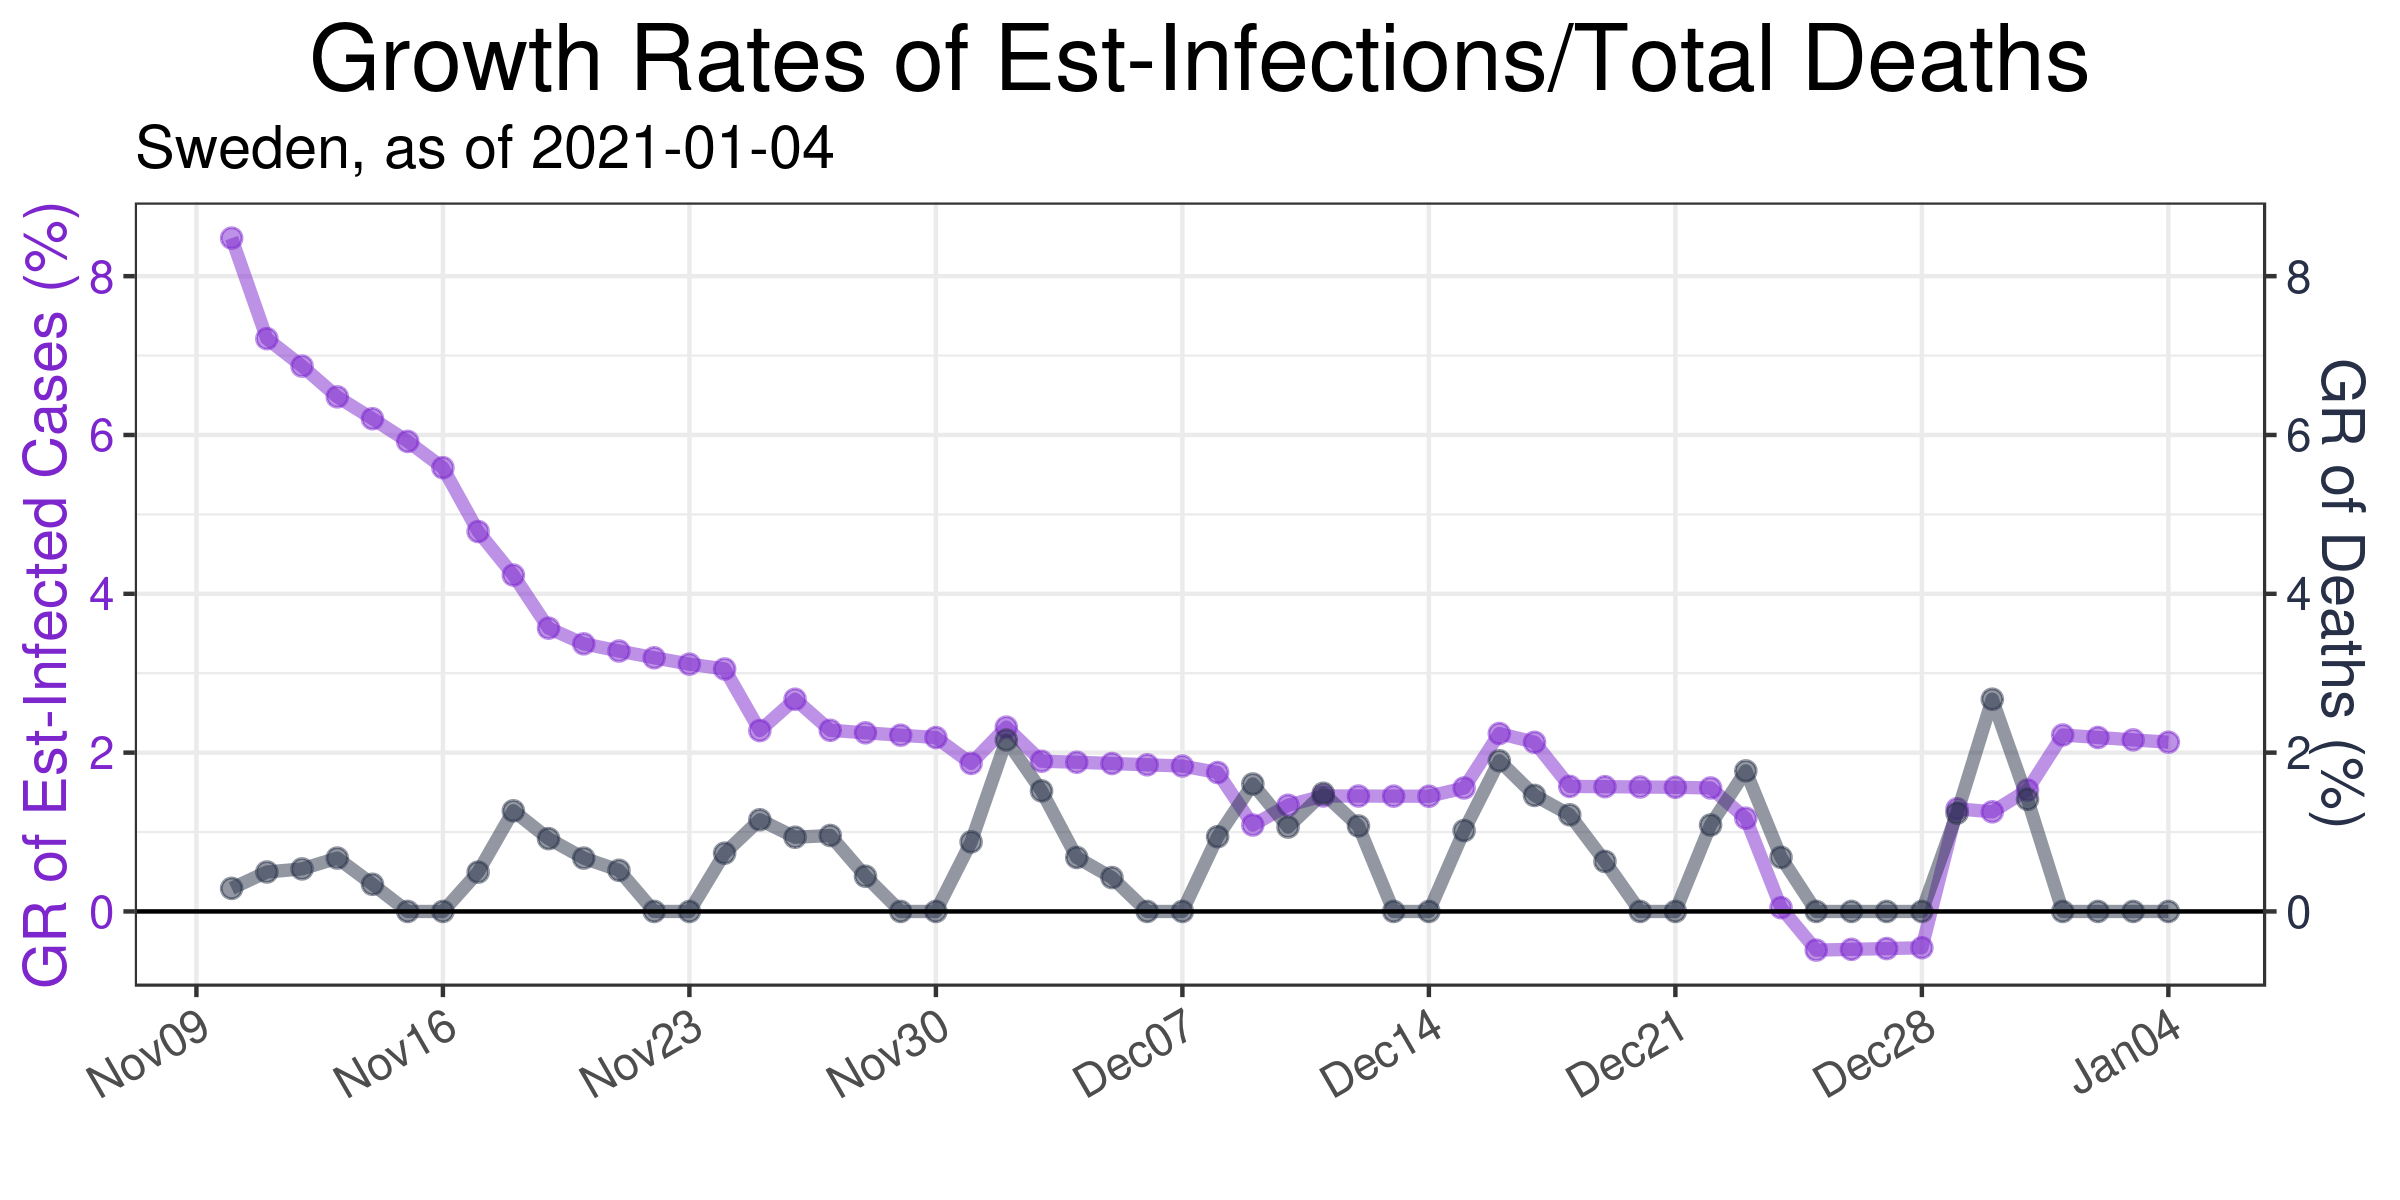 Growth Rates of Est-Infections/Total Deaths
Sweden, as of 2021-01-04
GR of Est-Infected Cases (%)
8
6
4
2
0
8
6
4
2
0
GR of Deaths (%)
Nov09
Nov16
Nov23
Nov30
Dec07
Dec14
Dec21
Dec28
Jan04